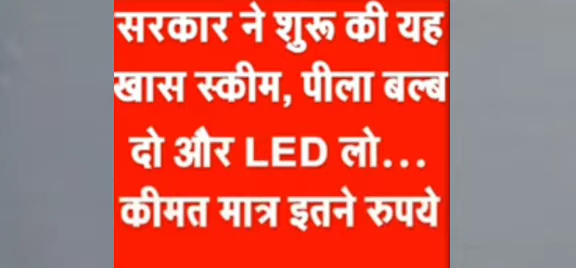 सरकार ने शुरू की यह
खास स्कीम, पीला बल्ब
दो और LED लो...
कीमत मात्र इतने रुपये